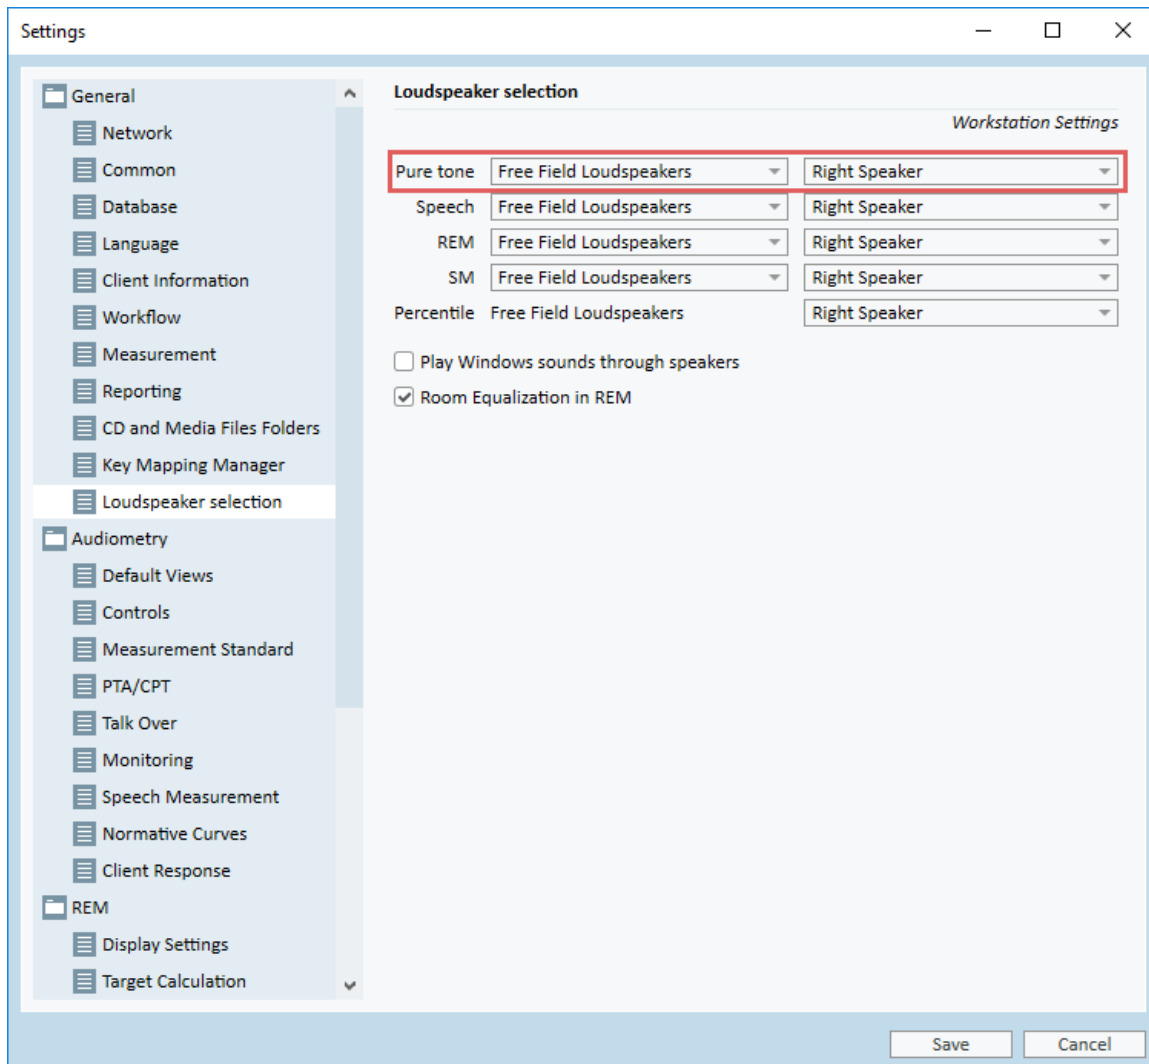 Settings
General
Network
Common
Database
Language
Client Information
Workflow
Measurement
Reporting
CD and Media Files Folders
Key Mapping Manager
Loudspeaker selection
Audiometry
Default Views
Controls
Measurement Standard
PTA/CPT
Talk Over
Monitoring
Speech Measurement
Normative Curves
Client Response
REM
Display Settings
Target Calculation
Loudspeaker selection
Workstation Settings
Pure tone Free Field Loudspeakers Right Speaker
Speech Free Field Loudspeakers Right Speaker
REM Free Field Loudspeakers Right Speaker
SM Free Field Loudspeakers Right Speaker
Percentile Free Field Loudspeakers Right Speaker
Play Windows sounds through speakers
Room Equalization in REM
Save Cancel